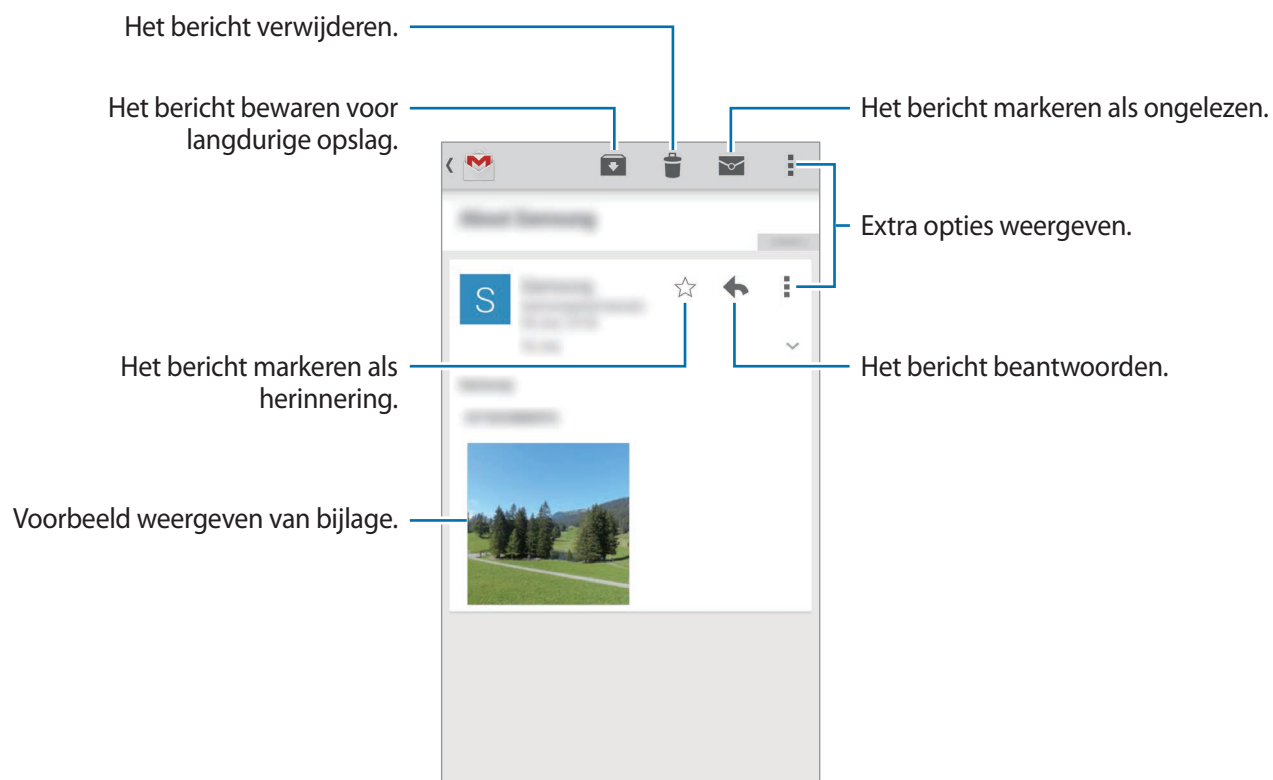 Het bericht verwijderen.
Het bericht bewaren voor
langdurige opslag.
Het bericht markeren als ongelezen.
Extra opties weergeven.
S
Het bericht markeren als
herinnering.
Het bericht beantwoorden.
Voorbeeld weergeven van bijlage.